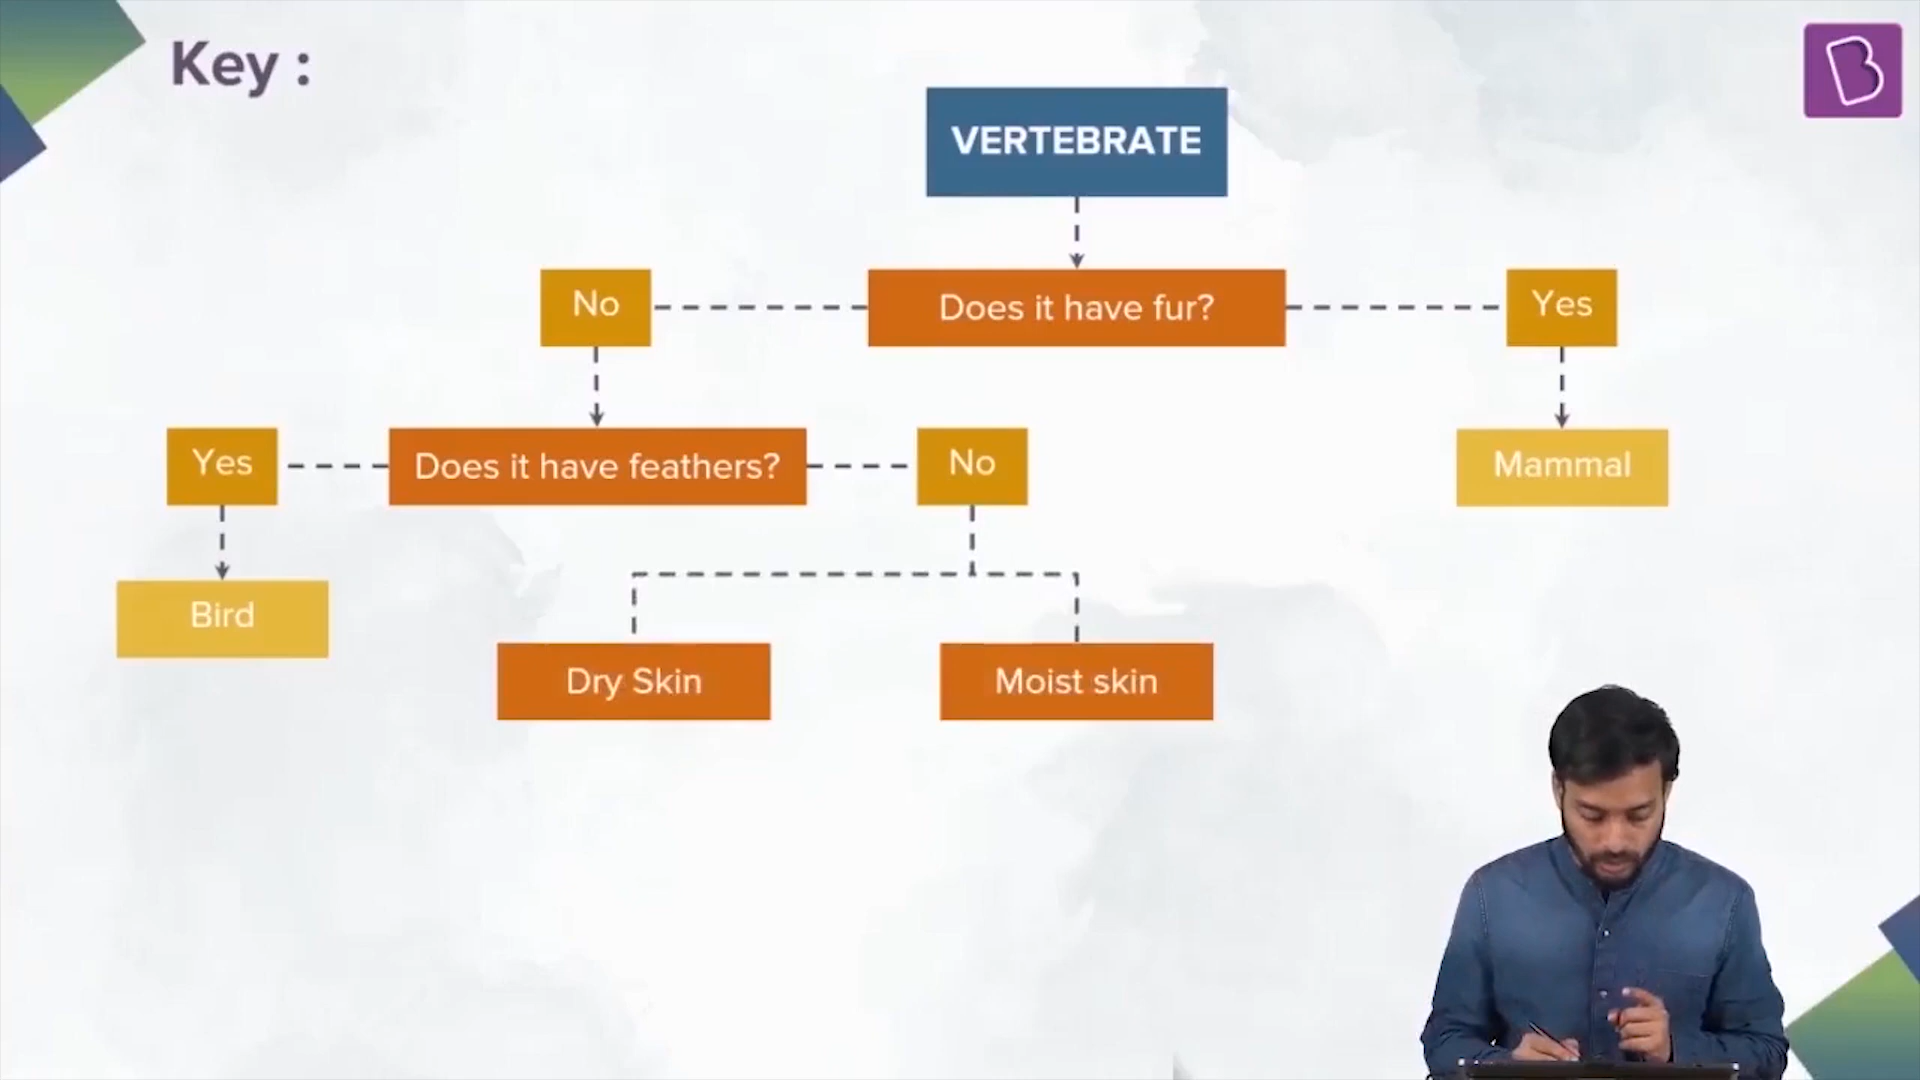 Key :
VERTEBRATE
No
Does it have fur?
Yes
Yes
Does it have feathers?
No
Mammal
Bird
Dry Skin
Moist skin